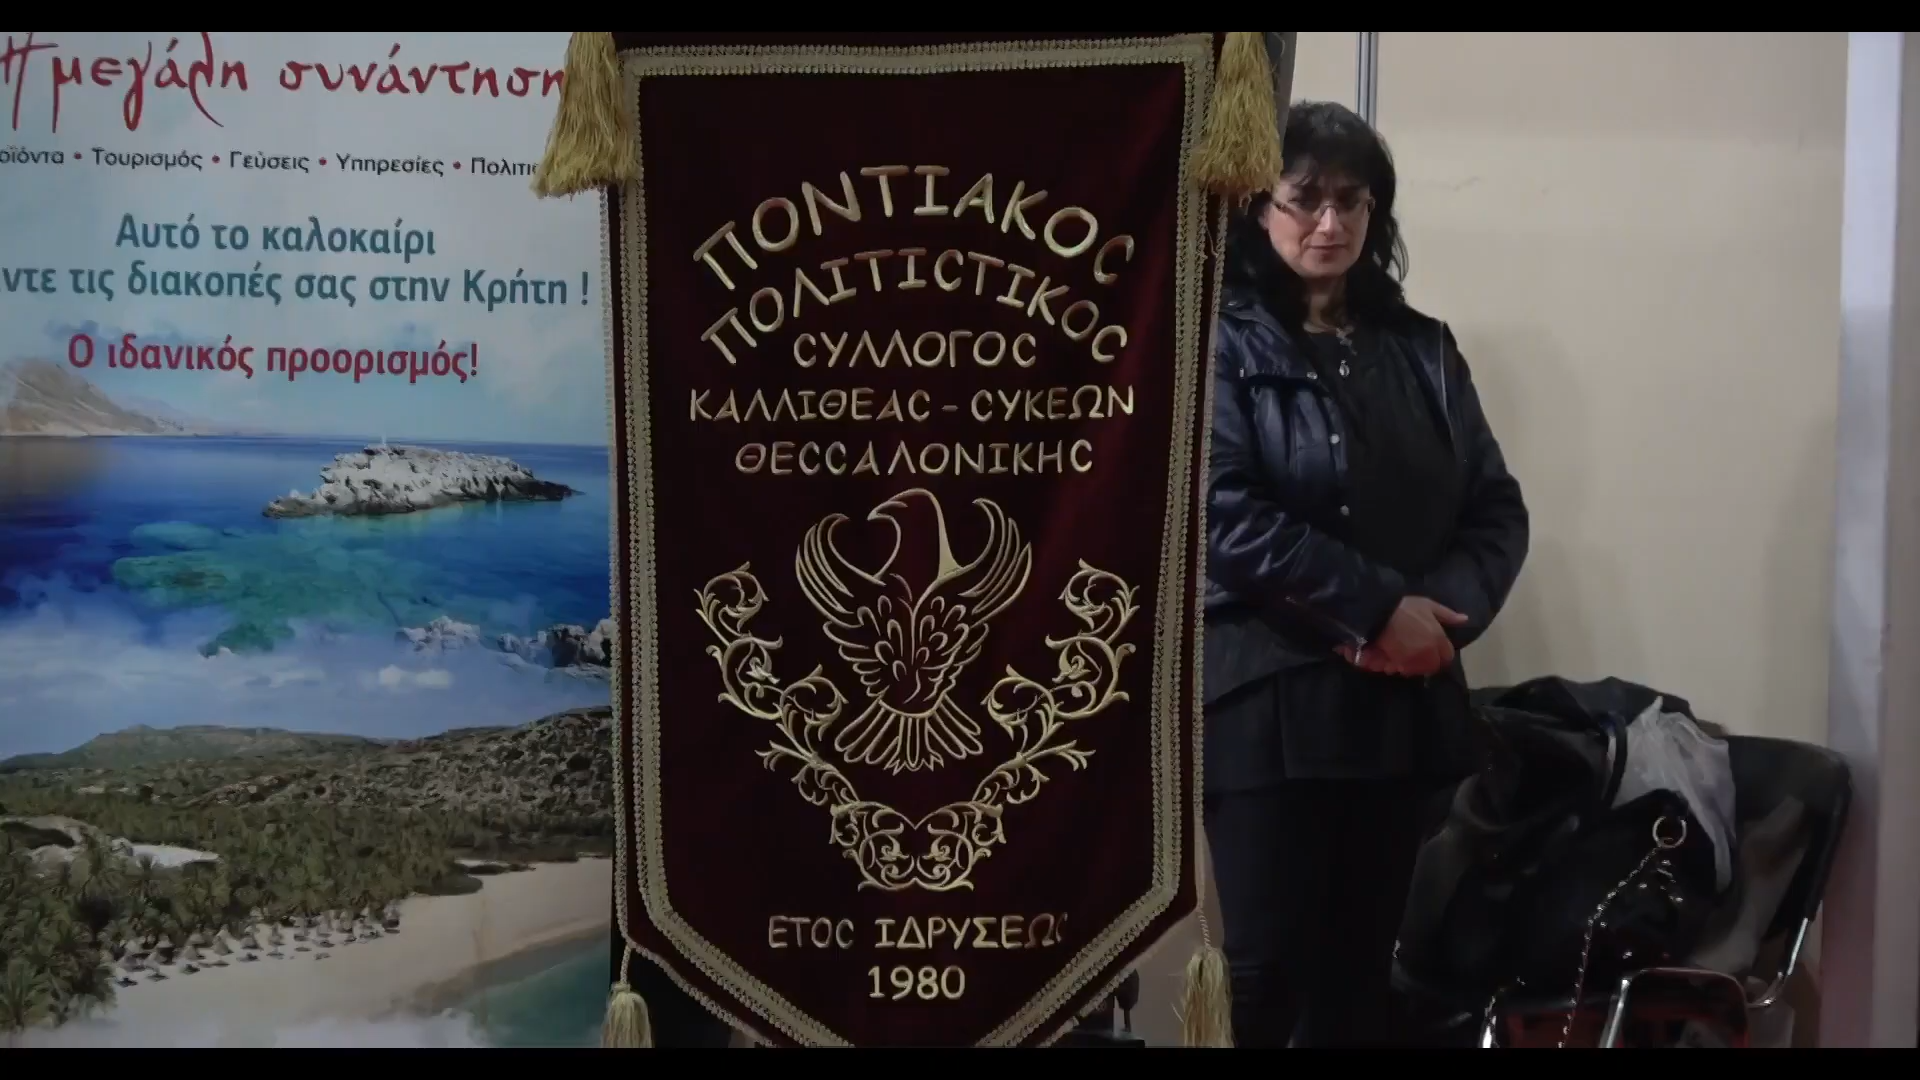 μεγάλη συνάντηση
Τουρισμός • Γεύσεις • Υπηρεσίες •
Αυτό το καλοκαίρι
τις διακοπές σας στην Κρήτη !
Ο ιδανικός προορισμός!
ΠΟΝΤΙΑΚΟϹ
ΠΟΛΙΤΙϹΤΙΚΟϹ
ϹΥΛΛΟΓΟϹ
ΚΑΛΛΙΘΕΑϹ - ϹΥΚΕΩΝ
ΘΕϹϹΑΛΟΝΙΚΗϹ
ΕΤΟϹ ΙΔΡΥΣΕΩϹ
1980